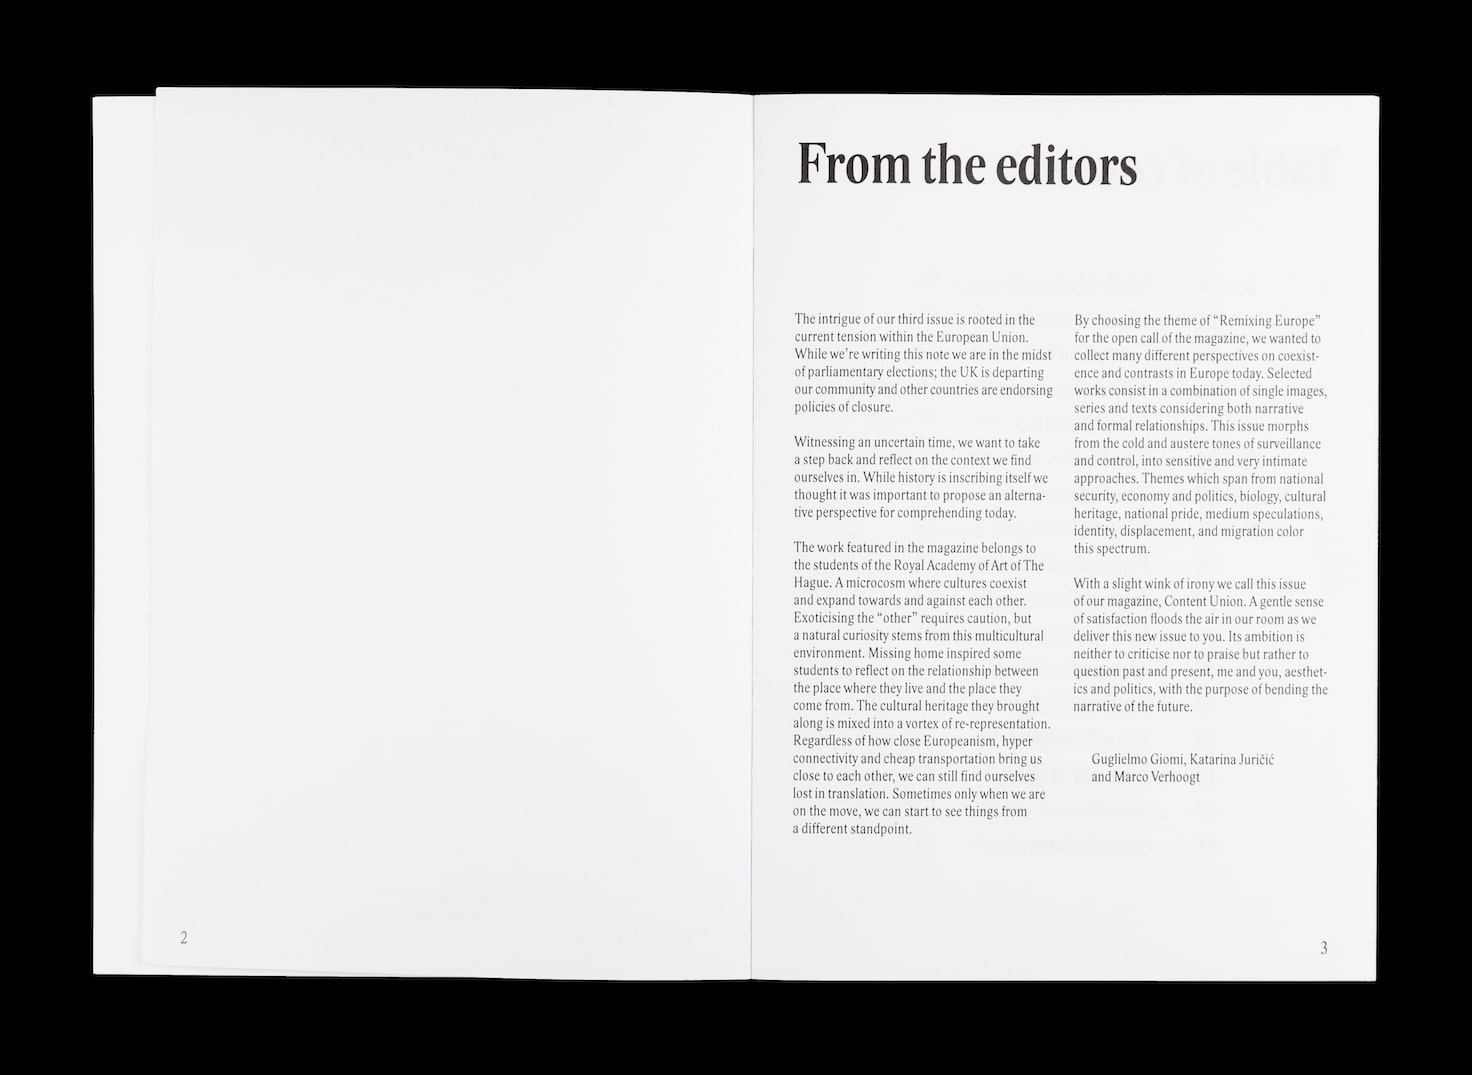 From the editors
The intrigue of our third issue is rooted in the
current tension within the European Union.
While we’re writing this note we are in the midst
of parliamentary elections; the UK is departing
our community and other countries are endorsing
policies of closure.
Witnessing an uncertain time, we want to take
a step back and reflect on the context we find
ourselves in. While history is inscribing itself we
thought it was important to propose an alterna-
tive perspective for comprehending today.
The work featured in the magazine belongs to
the students of the Royal Academy of Art of The
Hague. A microcosm where cultures coexist
and expand towards and against each other.
Exoticising the “other” requires caution, but
a natural curiosity stems from this multicultural
environment. Missing home inspired some
students to reflect on the relationship between
the place where they live and the place they
come from. The cultural heritage they brought
along is mixed into a vortex of re-representation.
Regardless of how close Europeanism, hyper
connectivity and cheap transportation bring us
close to each other, we can still find ourselves
lost in translation. Sometimes only when we are
on the move, we can start to see things from
a different standpoint.
By choosing the theme of “Remixing Europe”
for the open call of the magazine, we wanted to
collect many different perspectives on coexist-
ence and contrasts in Europe today. Selected
works consist in a combination of single images,
series and texts considering both narrative
and formal relationships. This issue morphs
from the cold and austere tones of surveillance
and control, into sensitive and very intimate
approaches. Themes which span from national
security, economy and politics, biology, cultural
heritage, national pride, medium speculations,
identity, displacement, and migration color
this spectrum.
With a slight wink of irony we call this issue
of our magazine, Content Union. A gentle sense
of satisfaction floods the air in our room as we
deliver this new issue to you. Its ambition is
neither to criticise nor to praise but rather to
question past and present, me and you, aesthet-
ics and politics, with the purpose of bending the
narrative of the future.
Guglielmo Giomi, Katarina Juričić
and Marco Verhoogt
2
3